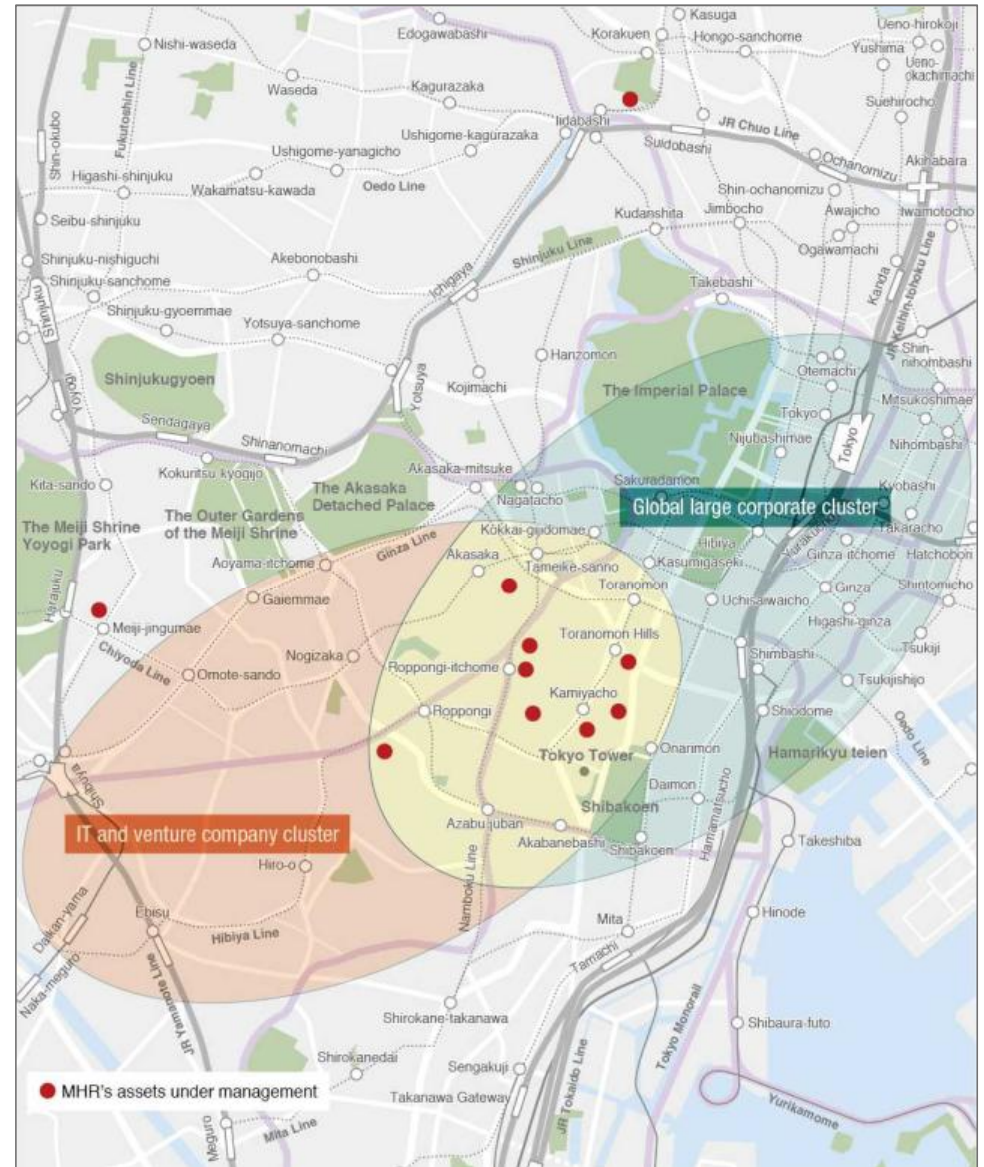 Kasuga
Ueno-hirokoji
Edogawabashi
Korakuen
Hongo-sanchome
Nishi-waseda
Yushima
Ueno-
okachimachi
Waseda
Kagurazaka
Suehirocho
Shin-okubo
Fukutoshin Line
Iidabashi
JR Chuo Line
Ushigome-kagurazaka
Suidobashi
Ushigome-yanagicho
Ochanomizu
Akihabara
Higashi-shinjuku
Wakamatsu-kawada
Oedo Line
Shin-ochanomizu
Seibu-shinjuku
Kudanshita
Jimbocho
Awajicho
Iwamotocho
Ogawamachi
Shinjuku-nishiguchi
Akebonobashi
Ichigaya
Shinjuku Line
Shinjuku-sanchome
Takebashi
Kanda
JR Keihin-tohoku Line
Shinjuku
Shinjuku-gyoemmae
Yotsuya-sanchome
Hanzomon
Shin-
nihombashi
Otemachi
Yoyogi
Shinjukugyoen
Yotsuya
Kojimachi
The Imperial Palace
Mitsukoshimae
Sendagaya
Tokyo
Tokyo
Shinanomachi
Nijubashimae
Nihombashi
Kokuritsu-kyogijo
Akasaka-mitsuke
Kita-sando
Sakuradamon
Kyobashi
The Akasaka
Detached Palace
Nagatacho
Global large corporate cluster
The Meiji Shrine
Yoyogi Park
The Outer Gardens
of the Meiji Shrine
Takaracho
Kokkai-gijidomae
Hibiya
Yurakucho
Ginza Line
Akasaka
Ginza-itchome
Hatchobori
Aoyama-itchome
Tameike-sanno
Kasumigaseki
Harajuku
Toranomon
Ginza
Shintomicho
Gaiemmae
Uchisaiwaicho
Higashi-ginza
Meiji-jingumae
Toranomon Hills
Chiyoda Line
Nogizaka
Shimbashi
Tsukiji
Omote-sando
Roppongi-itchome
Tsukijishijo
Kamiyacho
Roppongi
Shiodome
Oedo Line
Shibuya
Tokyo Tower
Onarimon
Hamarikyu teien
Daimon
Shibakoen
Hamamatsucho
IT and venture company cluster
Azabu-juban
Akabanebashi
Shibakoen
Takeshiba
Hiro-o
Namboku Line
Daikan-yama
Ebisu
Hibiya Line
Mita
Hinode
Tamachi
Naka-meguro
JR Yamanote Line
Shirokane-takanawa
Shibaura-futo
Tokyo Monorail
Shirokanedai
Sengakuji
MHR's assets under management
Takanawa Gateway
JR Tokaido Line
Yurikamome
Meguro
Mita Line